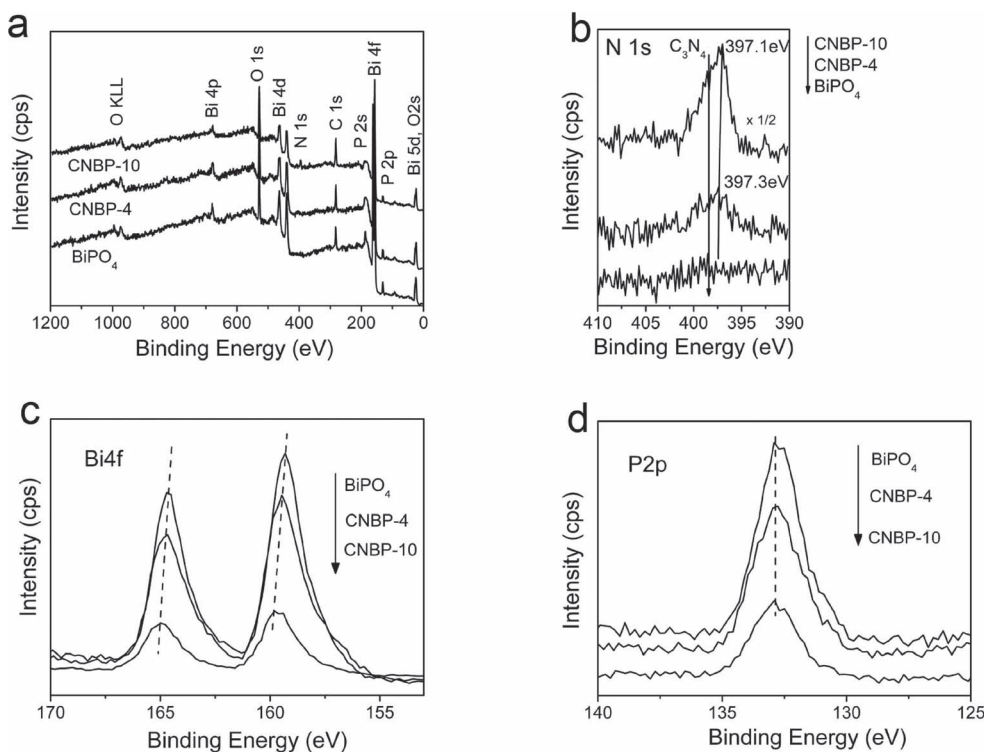 a
Intensity (cps)
O KLL
Bi 4p
O 1s
Bi 4d
N 1s
C 1s
P 2s
Bi 4f
P 2p
Bi 5d, O2s
CNBP-10
CNBP-4
BiPO₄
1200 1000 800 600 400 200 0
Binding Energy (eV)
b
Intensity (cps)
N 1s
C₃N₄
397.1eV
x 1/2
397.3eV
CNBP-10
CNBP-4
BiPO₄
410 405 400 395 390
Binding Energy (eV)
c
Intensity (cps)
Bi4f
BiPO₄
CNBP-4
CNBP-10
170 165 160 155
Binding Energy (eV)
d
Intensity (cps)
P2p
BiPO₄
CNBP-4
CNBP-10
140 135 130 125
Binding Energy (eV)